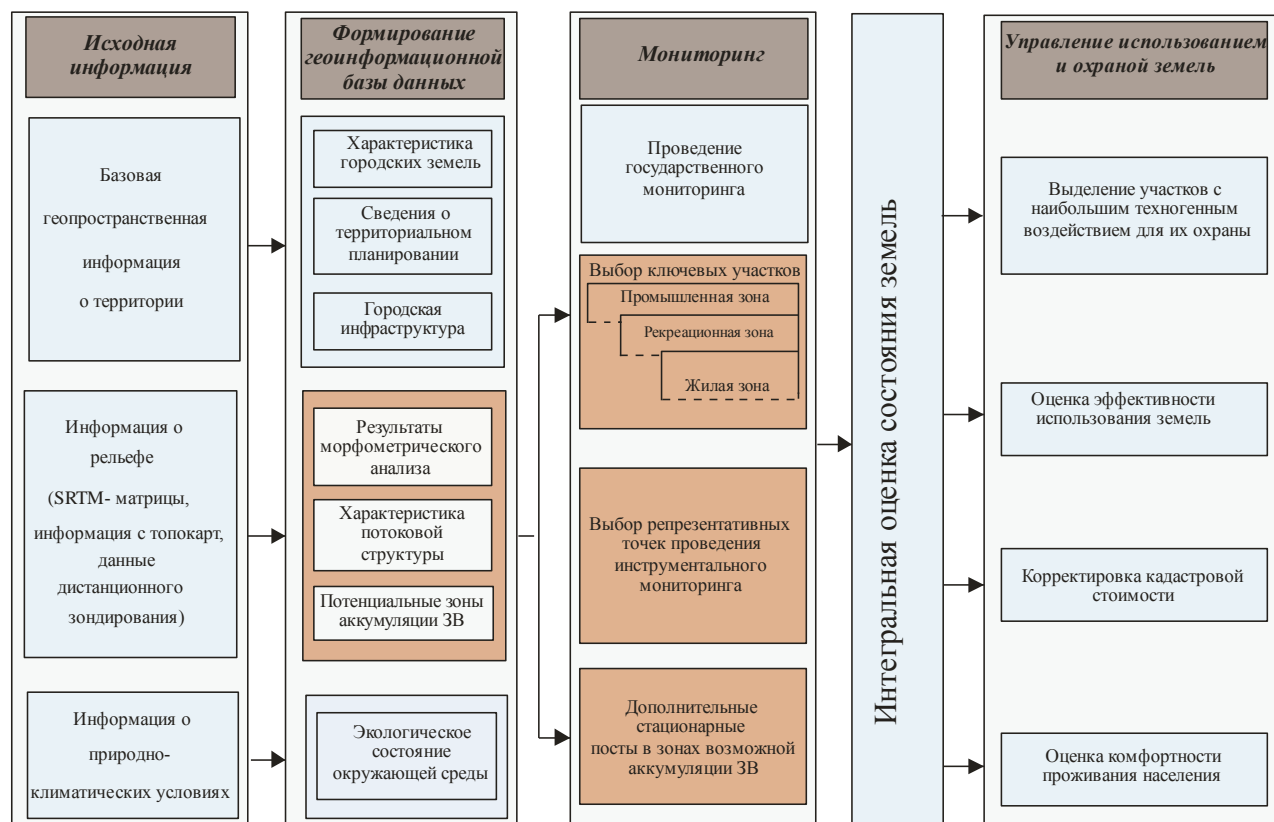 Исходная
информация
Базовая
геопространственная
информация
о территории
Информация о
рельефе
(SRTM- матрицы,
информация с топокарт,
данные
дистанционного
зондирования)
Информация о
природно-
климатических условиях
Формирование
геоинформационной
базы данных
Характеристика
городских земель
Сведения о
территориальном
планировании
Городская
инфраструктура
Результаты
морфометрического
анализа
Характеристика
потоковой
структуры
Потенциальные зоны
аккумуляции ЗВ
Экологическое
состояние
окружающей среды
Мониторинг
Проведение
государственного
мониторинга
Выбор ключевых участков
Промышленная зона
Рекреационная зона
Жилая зона
Выбор репрезентативных
точек проведения
инструментального
мониторинга
Дополнительные
стационарные
посты в зонах возможной
аккумуляции ЗВ
Интегральная оценка состояния земель
Управление использованием
и охраной земель
Выделение участков с
наибольшим техногенным
воздействием для их охраны
Оценка эффективности
использования земель
Корректировка кадастровой
стоимости
Оценка комфортности
проживания населения